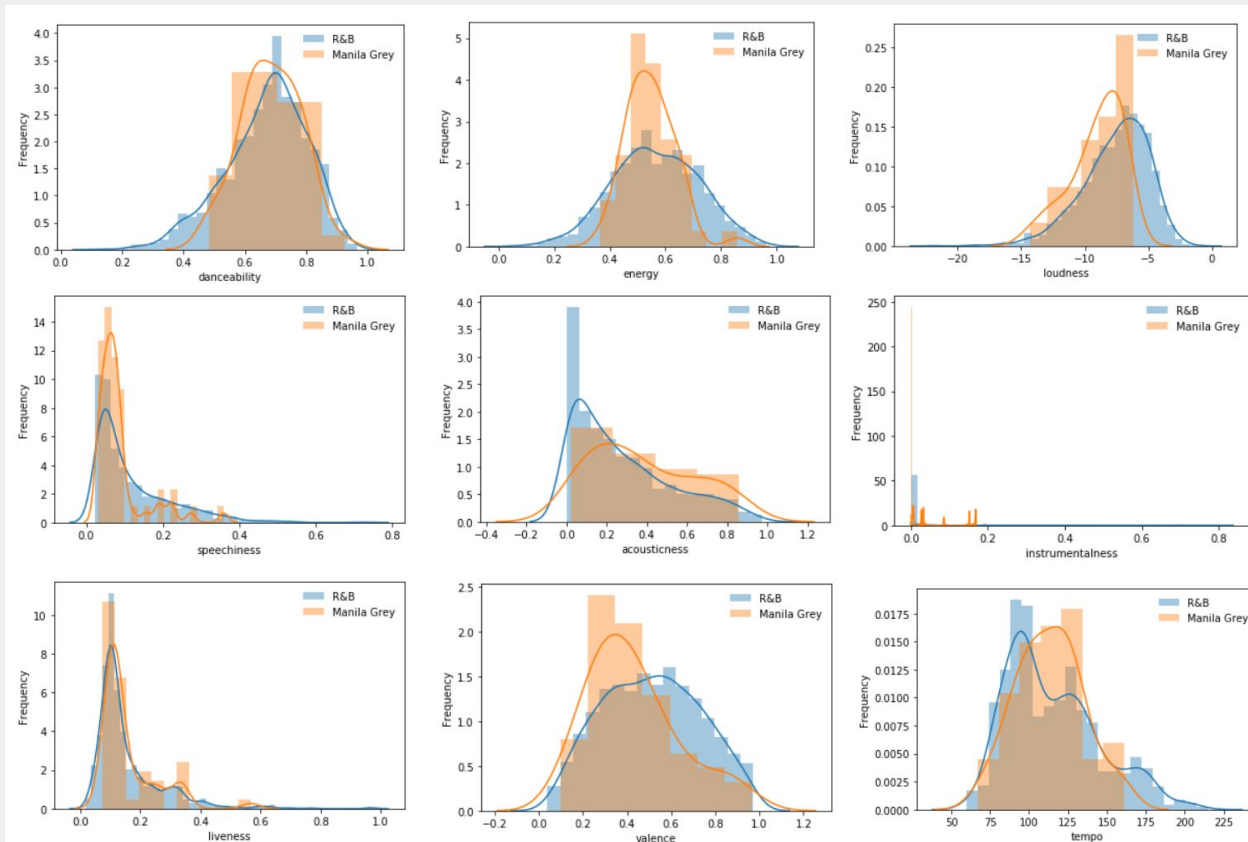 R&B
Manila Grey
4.0
3.5
3.0
2.5
2.0
1.5
1.0
0.5
0.0
Frequency
0.0 0.2 0.4 0.6 0.8 1.0
danceability
R&B
Manila Grey
5
4
3
2
1
0
Frequency
0.0 0.2 0.4 0.6 0.8 1.0
energy
R&B
Manila Grey
0.25
0.20
0.15
0.10
0.05
0.00
Frequency
−20 −15 −10 −5 0
loudness
R&B
Manila Grey
14
12
10
8
6
4
2
0
Frequency
0.0 0.2 0.4 0.6 0.8
speechiness
R&B
Manila Grey
4.0
3.5
3.0
2.5
2.0
1.5
1.0
0.5
0.0
Frequency
−0.4 −0.2 0.0 0.2 0.4 0.6 0.8 1.0 1.2
acousticness
R&B
Manila Grey
250
200
150
100
50
0
Frequency
0.0 0.2 0.4 0.6 0.8
instrumentalness
R&B
Manila Grey
10
8
6
4
2
0
Frequency
0.0 0.2 0.4 0.6 0.8 1.0
liveness
R&B
Manila Grey
2.5
2.0
1.5
1.0
0.5
0.0
Frequency
−0.2 0.0 0.2 0.4 0.6 0.8 1.0 1.2
valence
R&B
Manila Grey
0.0175
0.0150
0.0125
0.0100
0.0075
0.0050
0.0025
0.0000
Frequency
50 75 100 125 150 175 200 225
tempo